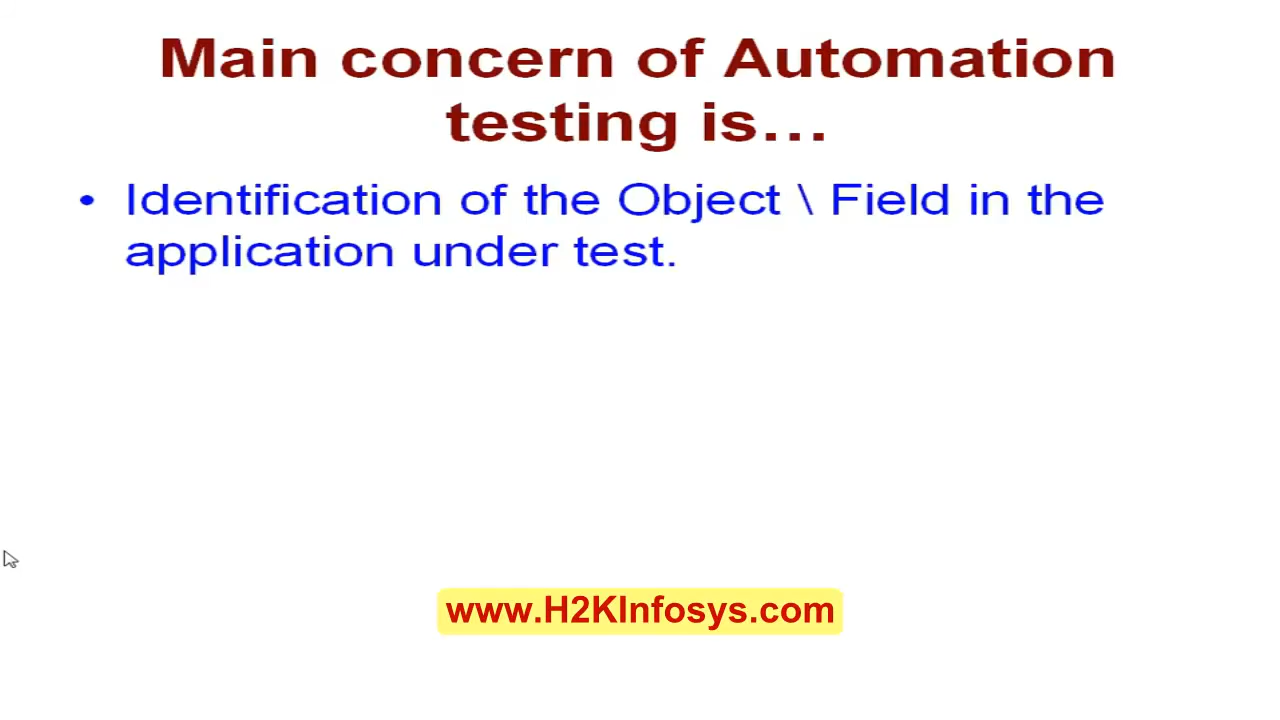 Main concern of Automation
testing is...
• Identification of the Object \ Field in the
application under test.
www.H2KInfosys.com